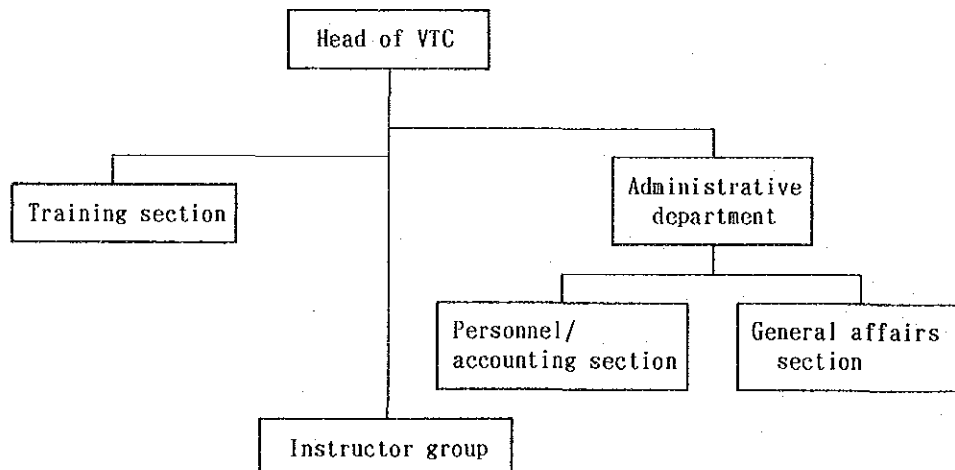 Head of VTC
Training section
Administrative
department
Personnel/
accounting section
General affairs
section
Instructor group